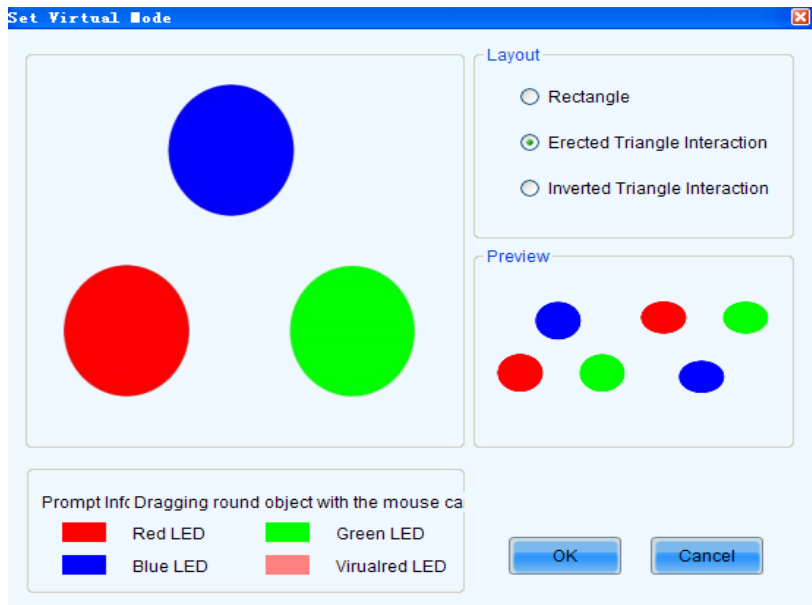 Set Virtual Mode
Layout
Rectangle
Erected Triangle Interaction
Inverted Triangle Interaction
Preview
Prompt Info Dragging round object with the mouse ca
Red LED
Green LED
Blue LED
Virualred LED
OK
Cancel